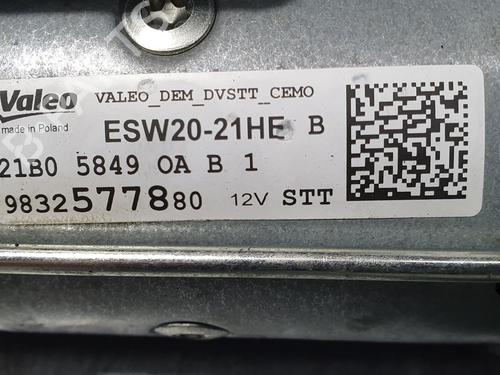 Valeo VALEO_DEM_DVSTT_CEMO
made in Poland ESW20-21HE B
21B0 5849 OA B 1
9832577880 12V STT